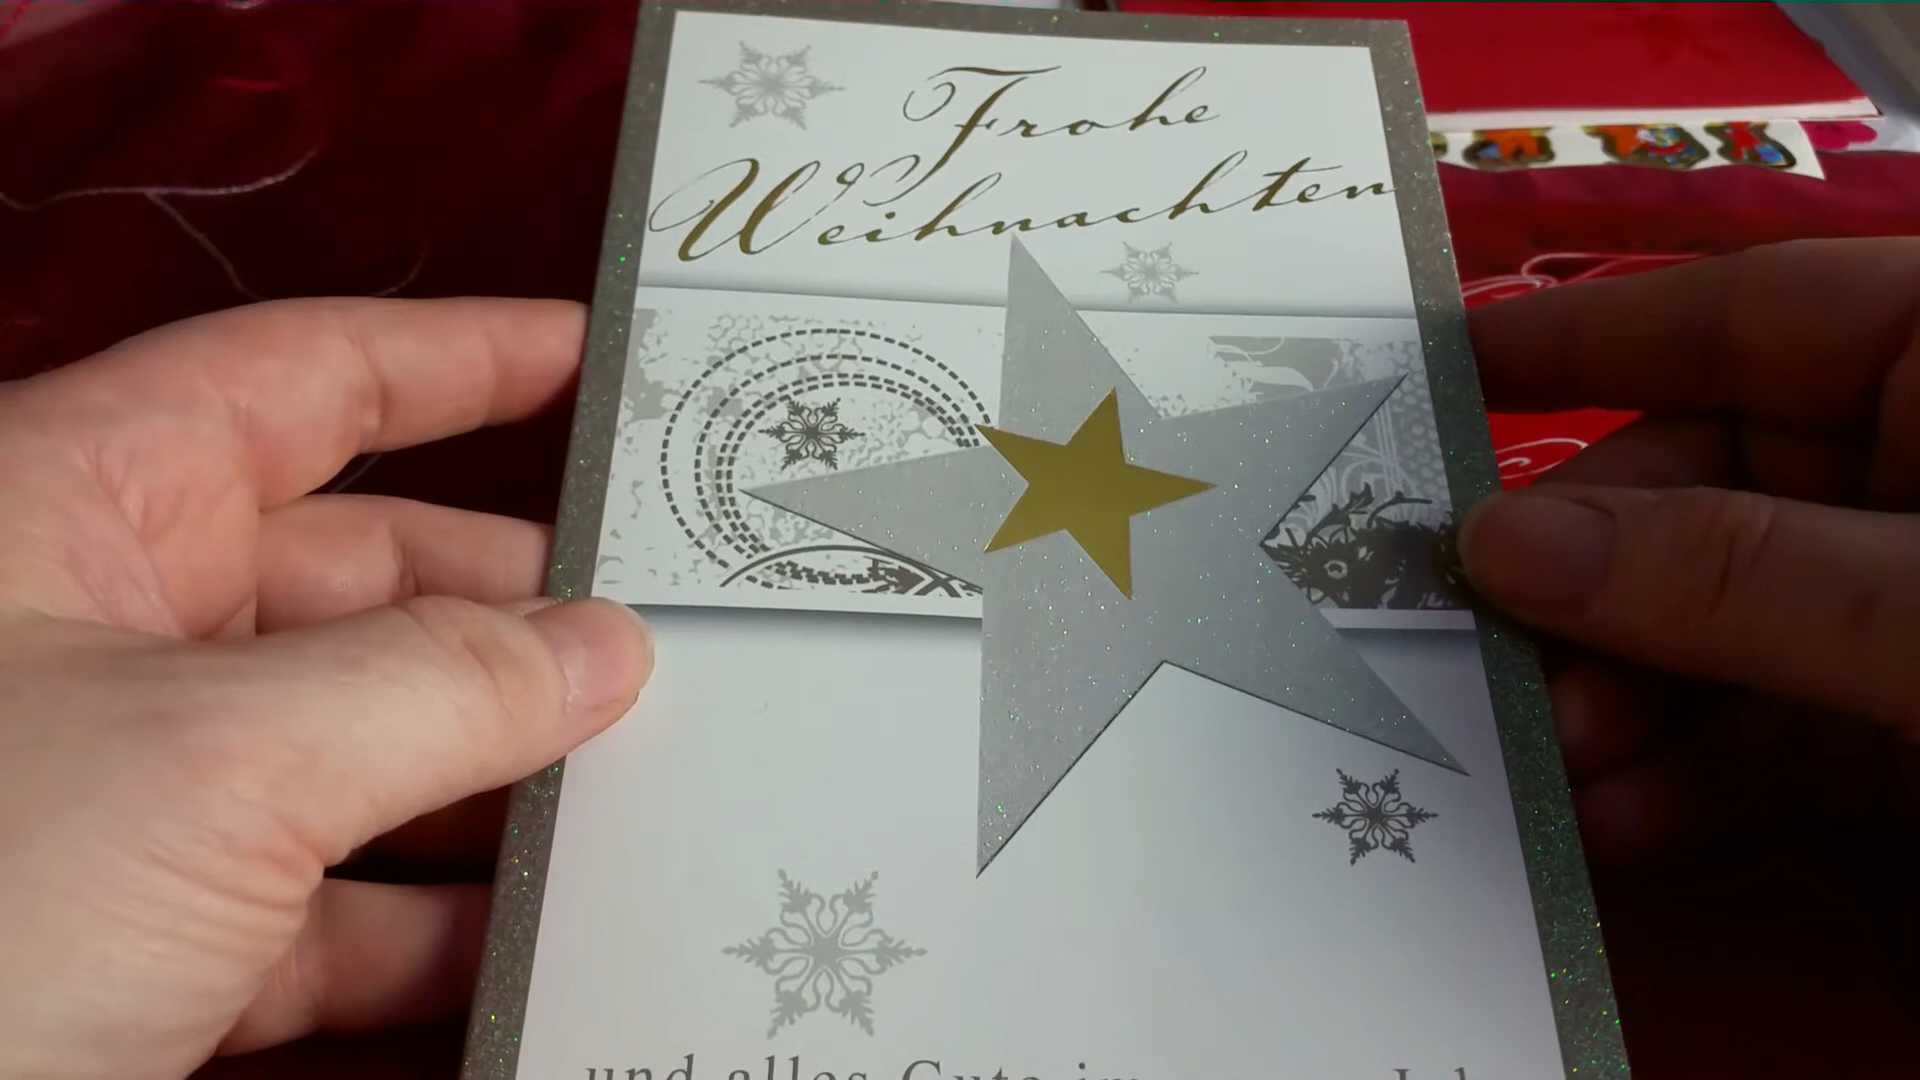 Frohe
Weihnachten
und alles Gute im